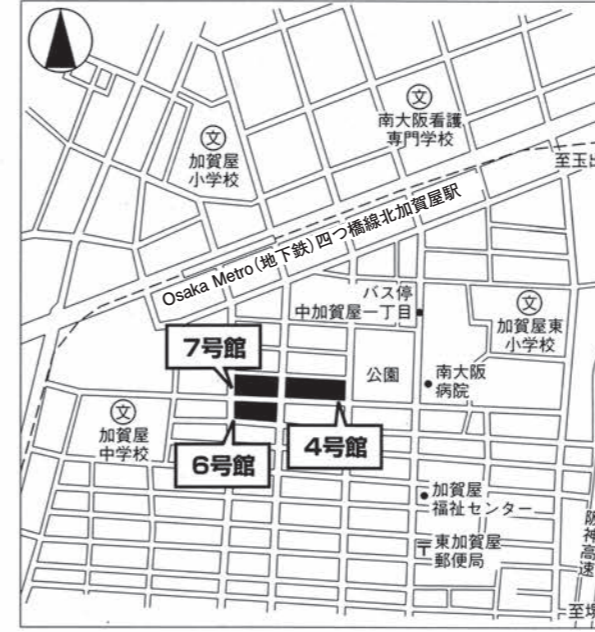 文
南大阪看護
専門学校
文
加賀屋
小学校
至玉出
Osaka Metro(地下鉄)四つ橋線北加賀屋駅
バス停
中加賀屋一丁目
文
加賀屋東
小学校
7号館
公園
南大阪
病院
文
加賀屋
中学校
6号館
4号館
加賀屋
福祉センター
〒東加賀屋
郵便局
阪神高速
至堺